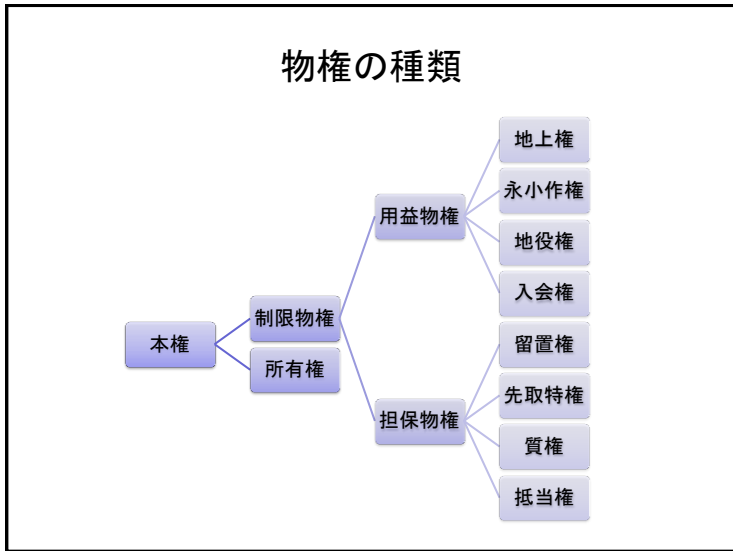 物権の種類
本権
制限物権
所有権
用益物権
担保物権
地上権
永小作権
地役権
入会権
留置権
先取特権
質権
抵当権